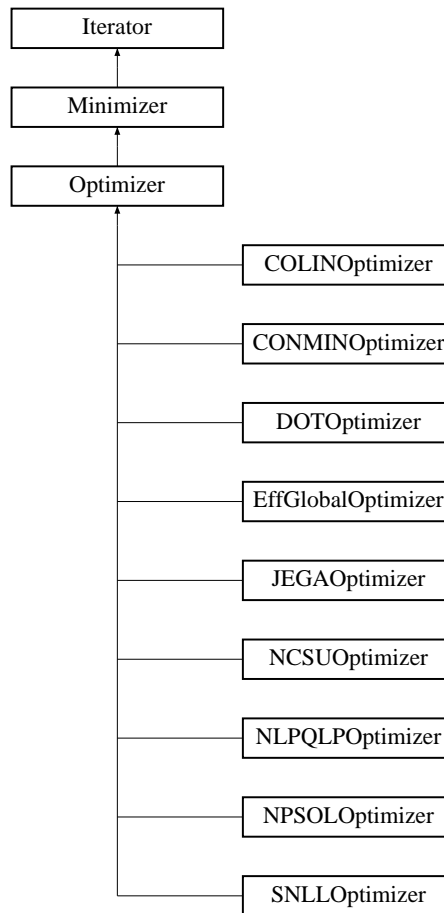 Iterator
Minimizer
Optimizer
COLINOptimizer
CONMINOptimizer
DOTOptimizer
EffGlobalOptimizer
JEGAOptimizer
NCSUOptimizer
NLPQLPOptimizer
NPSOLOptimizer
SNLLOptimizer